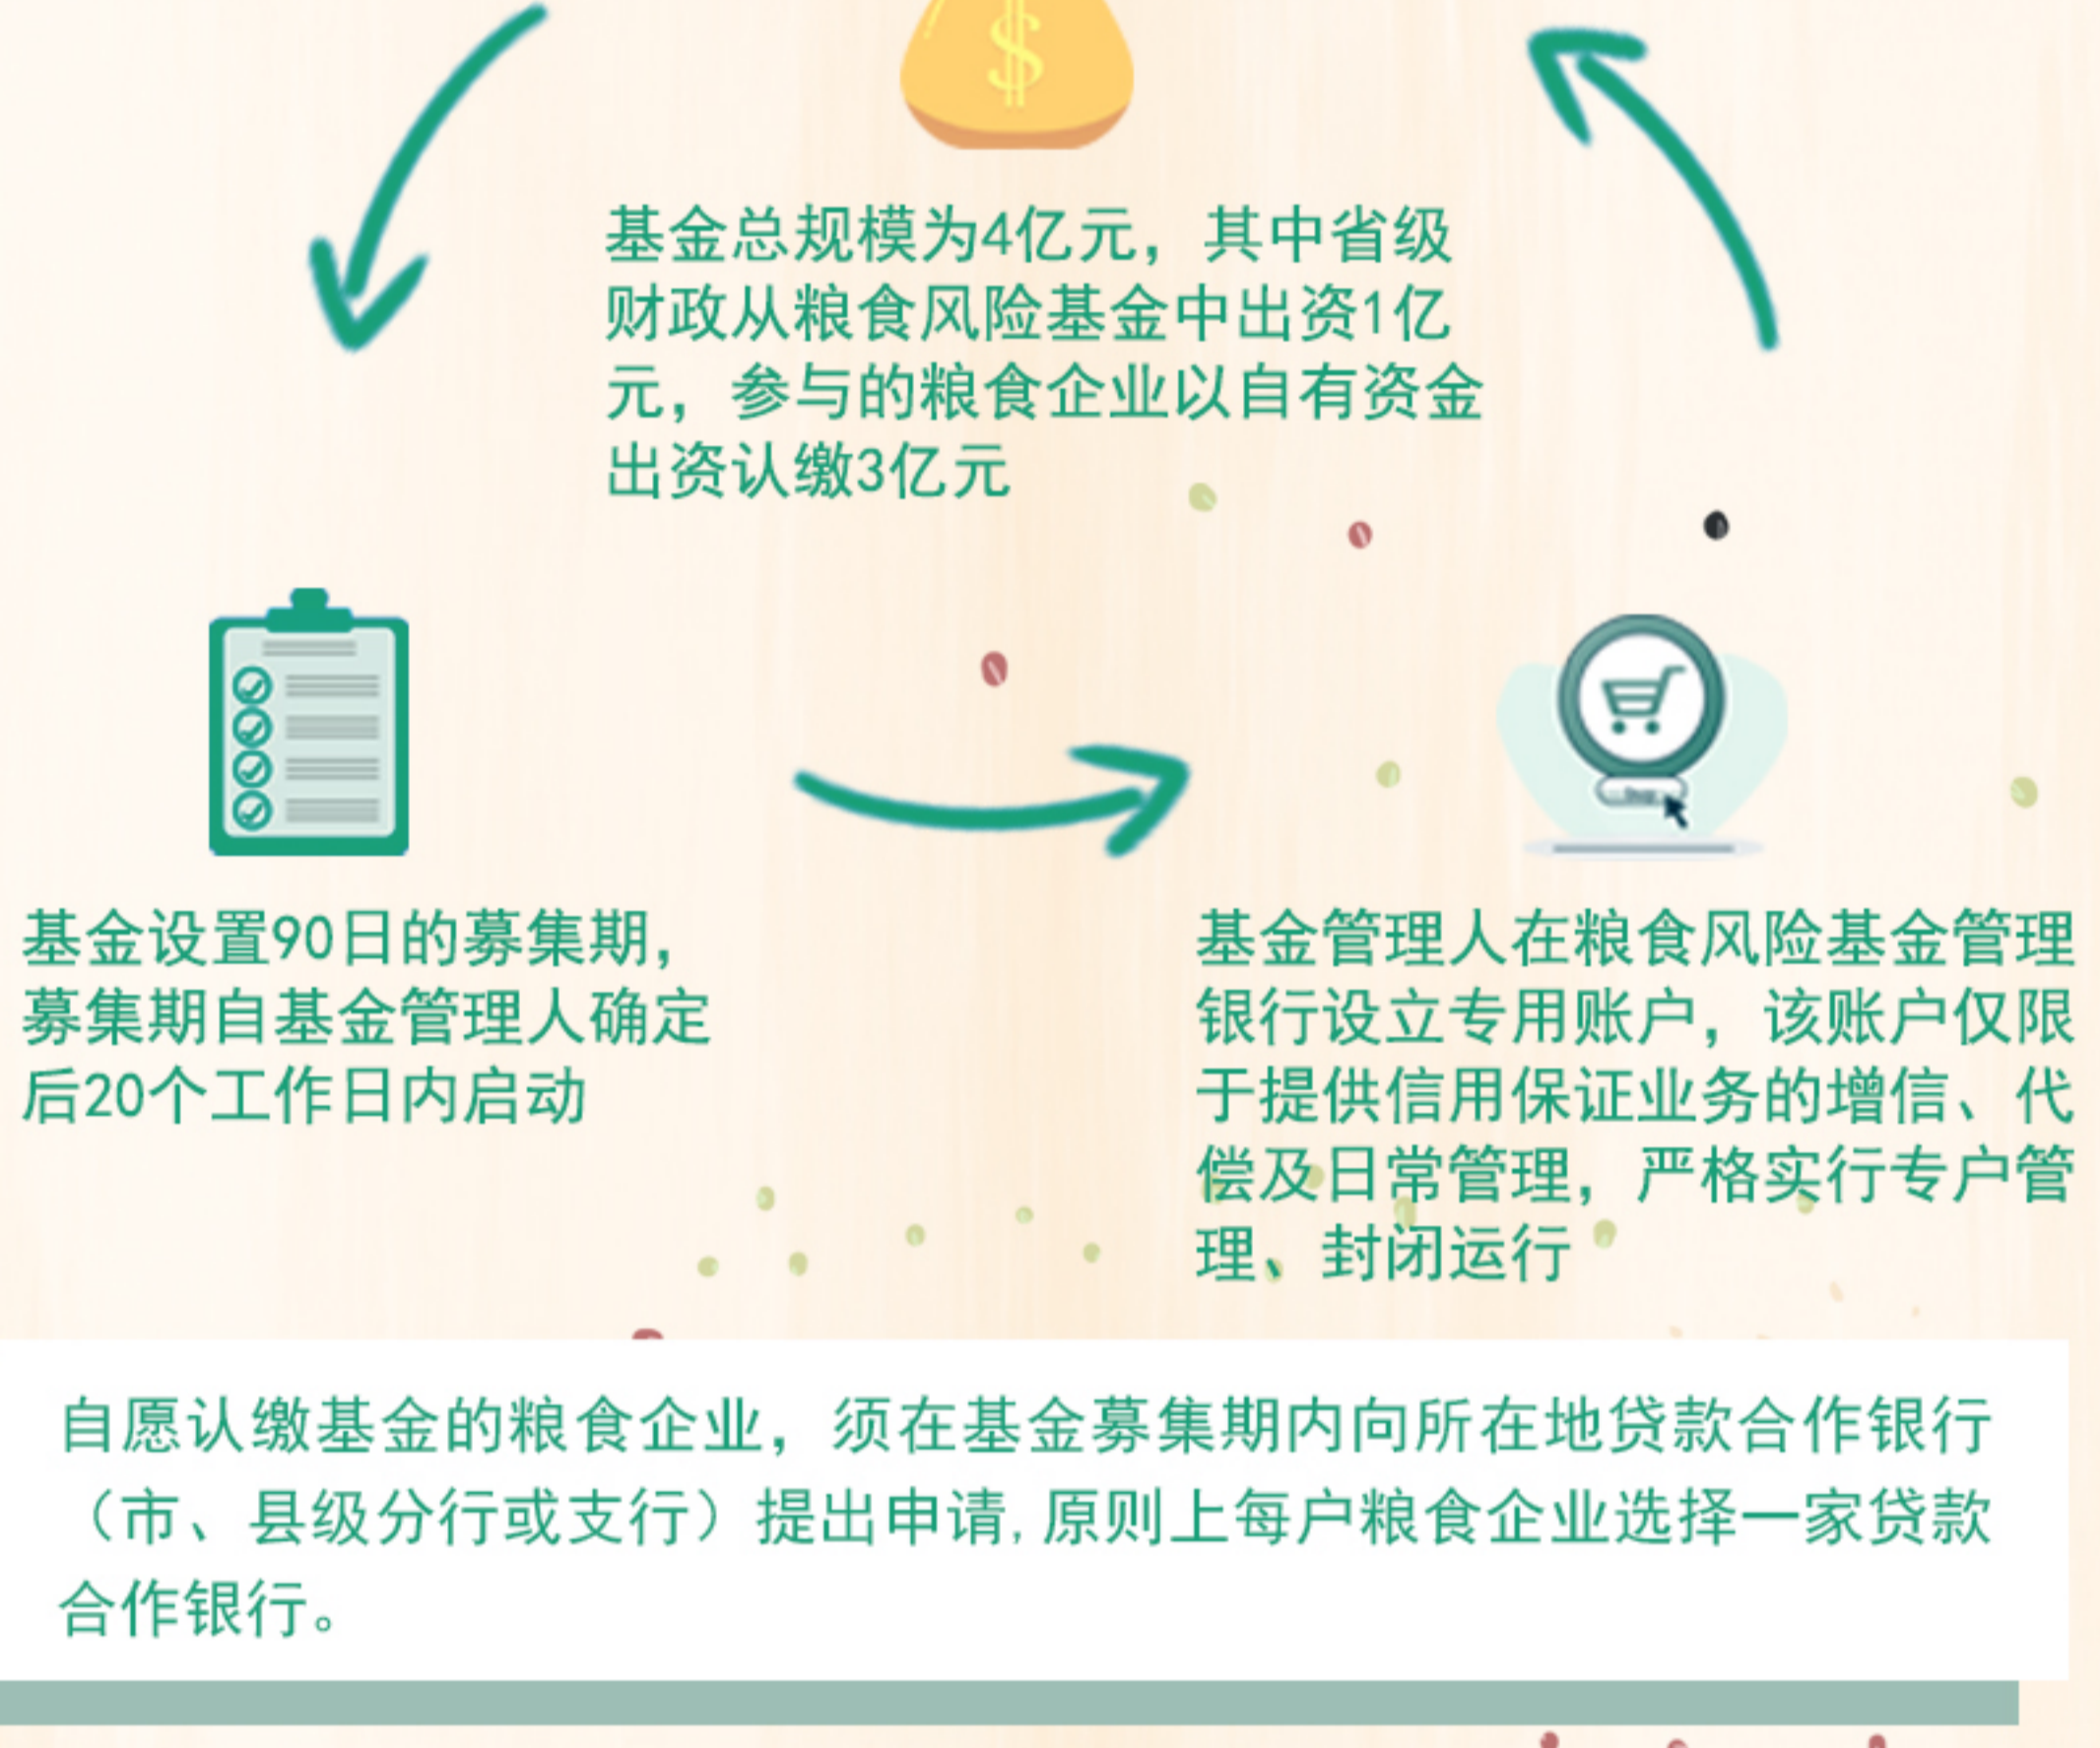 $
基金总规模为4亿元，其中省级
财政从粮食风险基金中出资1亿
元，参与的粮食企业以自有资金
出资认缴3亿元
基金设置90日的募集期，
募集期自基金管理人确定
后20个工作日内启动
基金管理人在粮食风险基金管理
银行设立专用账户，该账户仅限
于提供信用保证业务的增信、代
偿及日常管理，严格实行专户管
理、封闭运行
自愿认缴基金的粮食企业，须在基金募集期内向所在地贷款合作银行
（市、县级分行或支行）提出申请,原则上每户粮食企业选择一家贷款
合作银行。